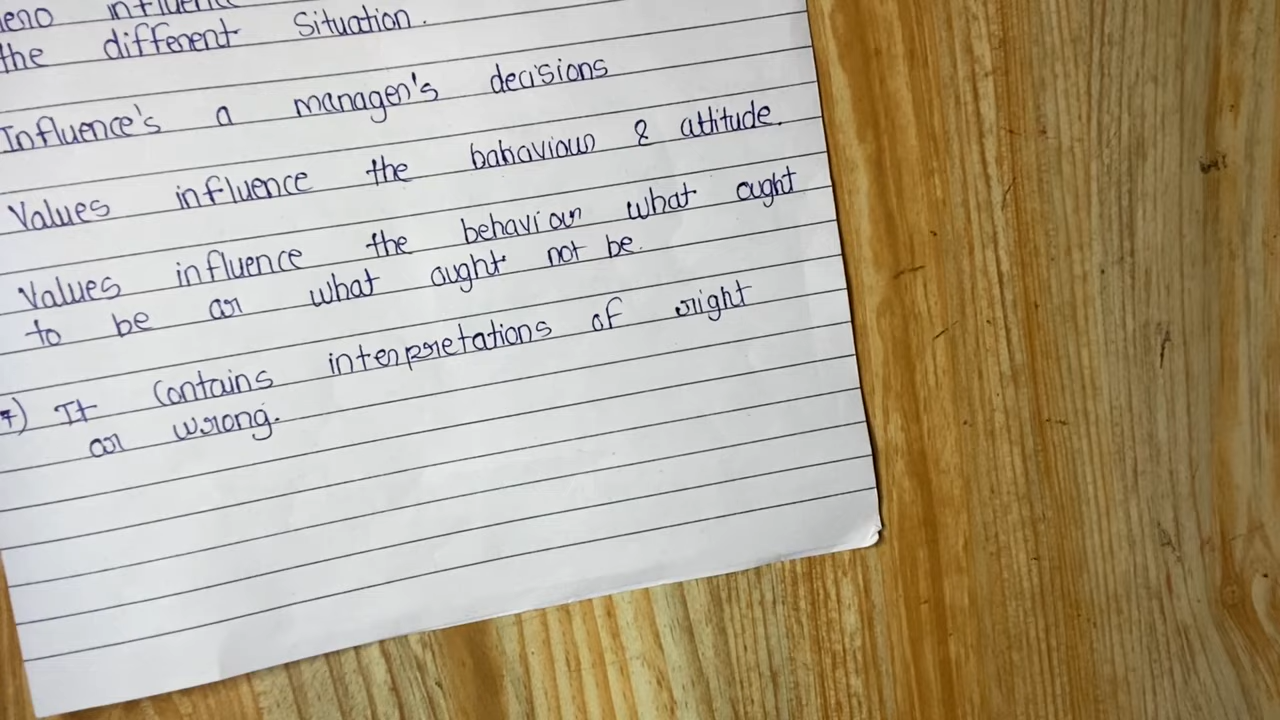 the different Situation.
Influence's a manager's decisions
Values influence the bahaviour & attitude.
Values influence the behaviour what ought
to be or what ought not be.
7) It Contains interpretations of right
or wrong.